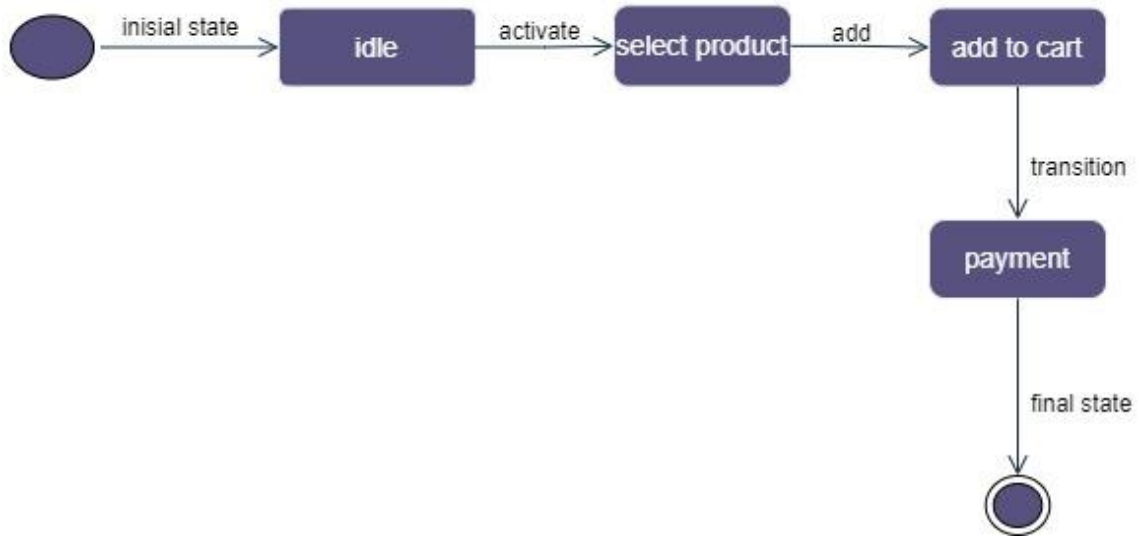 inisial state
idle
activate
select product
add
add to cart
transition
payment
final state